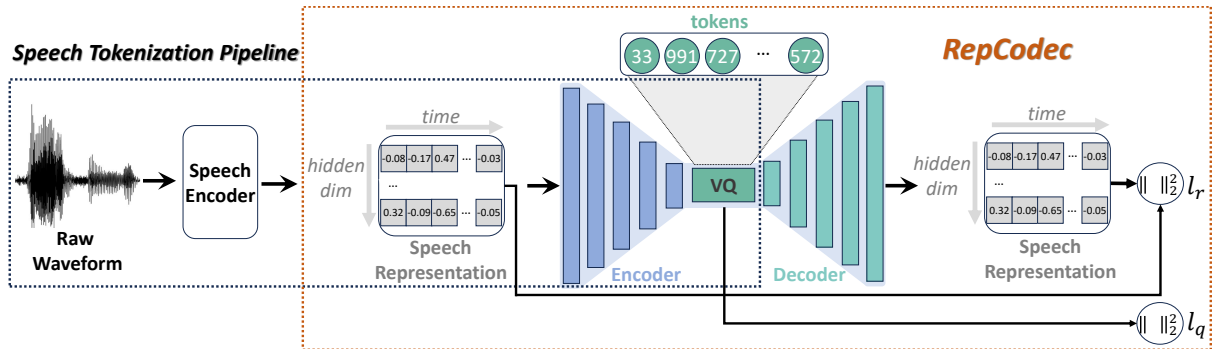 Speech Tokenization Pipeline
tokens
33 991 727 ... 572
RepCodec
Raw
Waveform
Speech
Encoder
time
hidden
dim
-0.08 -0.17 0.47 ... -0.03
...
0.32 -0.09 -0.65 ... -0.05
Speech
Representation
Encoder
VQ
Decoder
time
hidden
dim
-0.08 -0.17 0.47 ... -0.03
...
0.32 -0.09 -0.65 ... -0.05
Speech
Representation
‖ ‖₂² lᵣ
‖ ‖₂² l_q